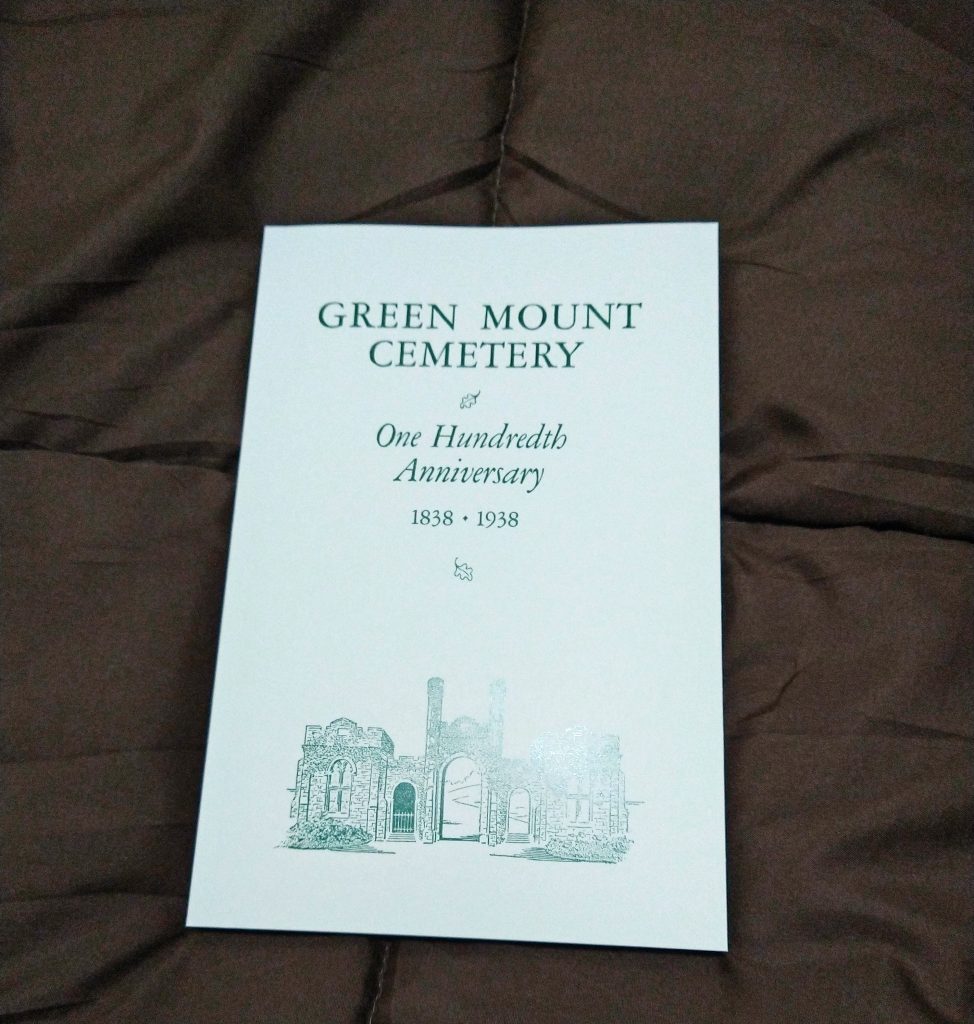 GREEN MOUNT
CEMETERY
One Hundredth
Anniversary
1838 • 1938